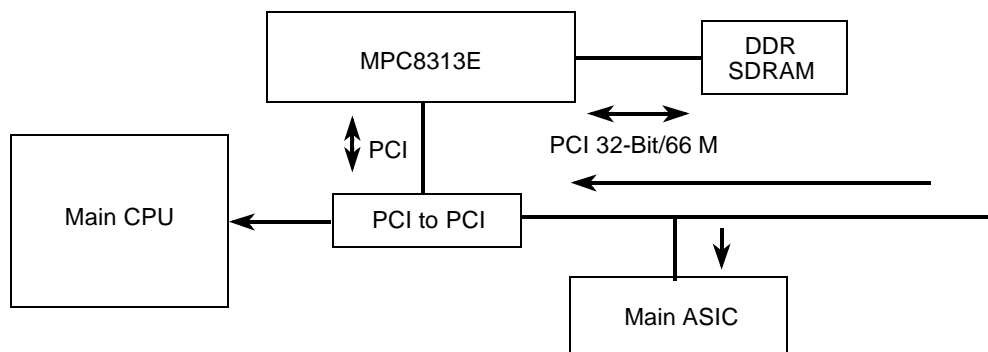 MPC8313E
DDR
SDRAM
PCI
PCI 32-Bit/66 M
Main CPU
PCI to PCI
Main ASIC